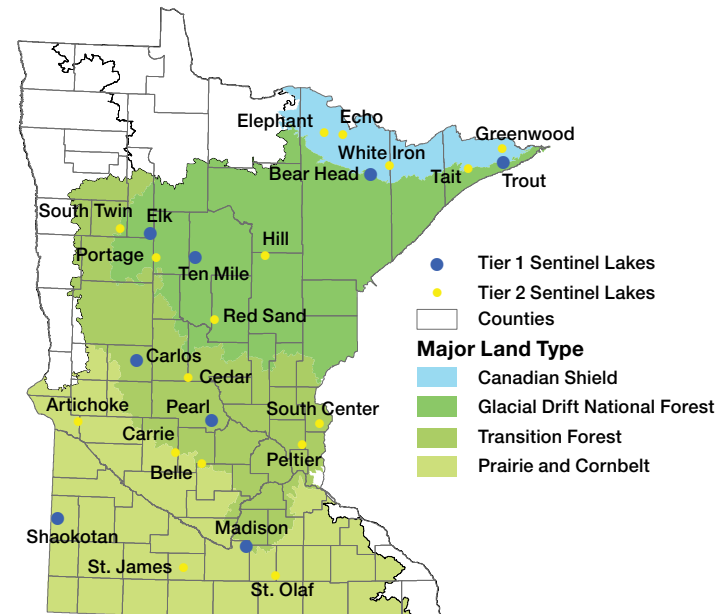 Elephant
Echo
Greenwood
White Iron
Bear Head
Tait
Trout
South Twin
Elk
Portage
Ten Mile
Hill
Red Sand
Carlos
Cedar
Artichoke
Pearl
South Center
Carrie
Belle
Peltier
Shaokotan
Madison
St. James
St. Olaf
Tier 1 Sentinel Lakes
Tier 2 Sentinel Lakes
Counties
Major Land Type
Canadian Shield
Glacial Drift National Forest
Transition Forest
Prairie and Cornbelt